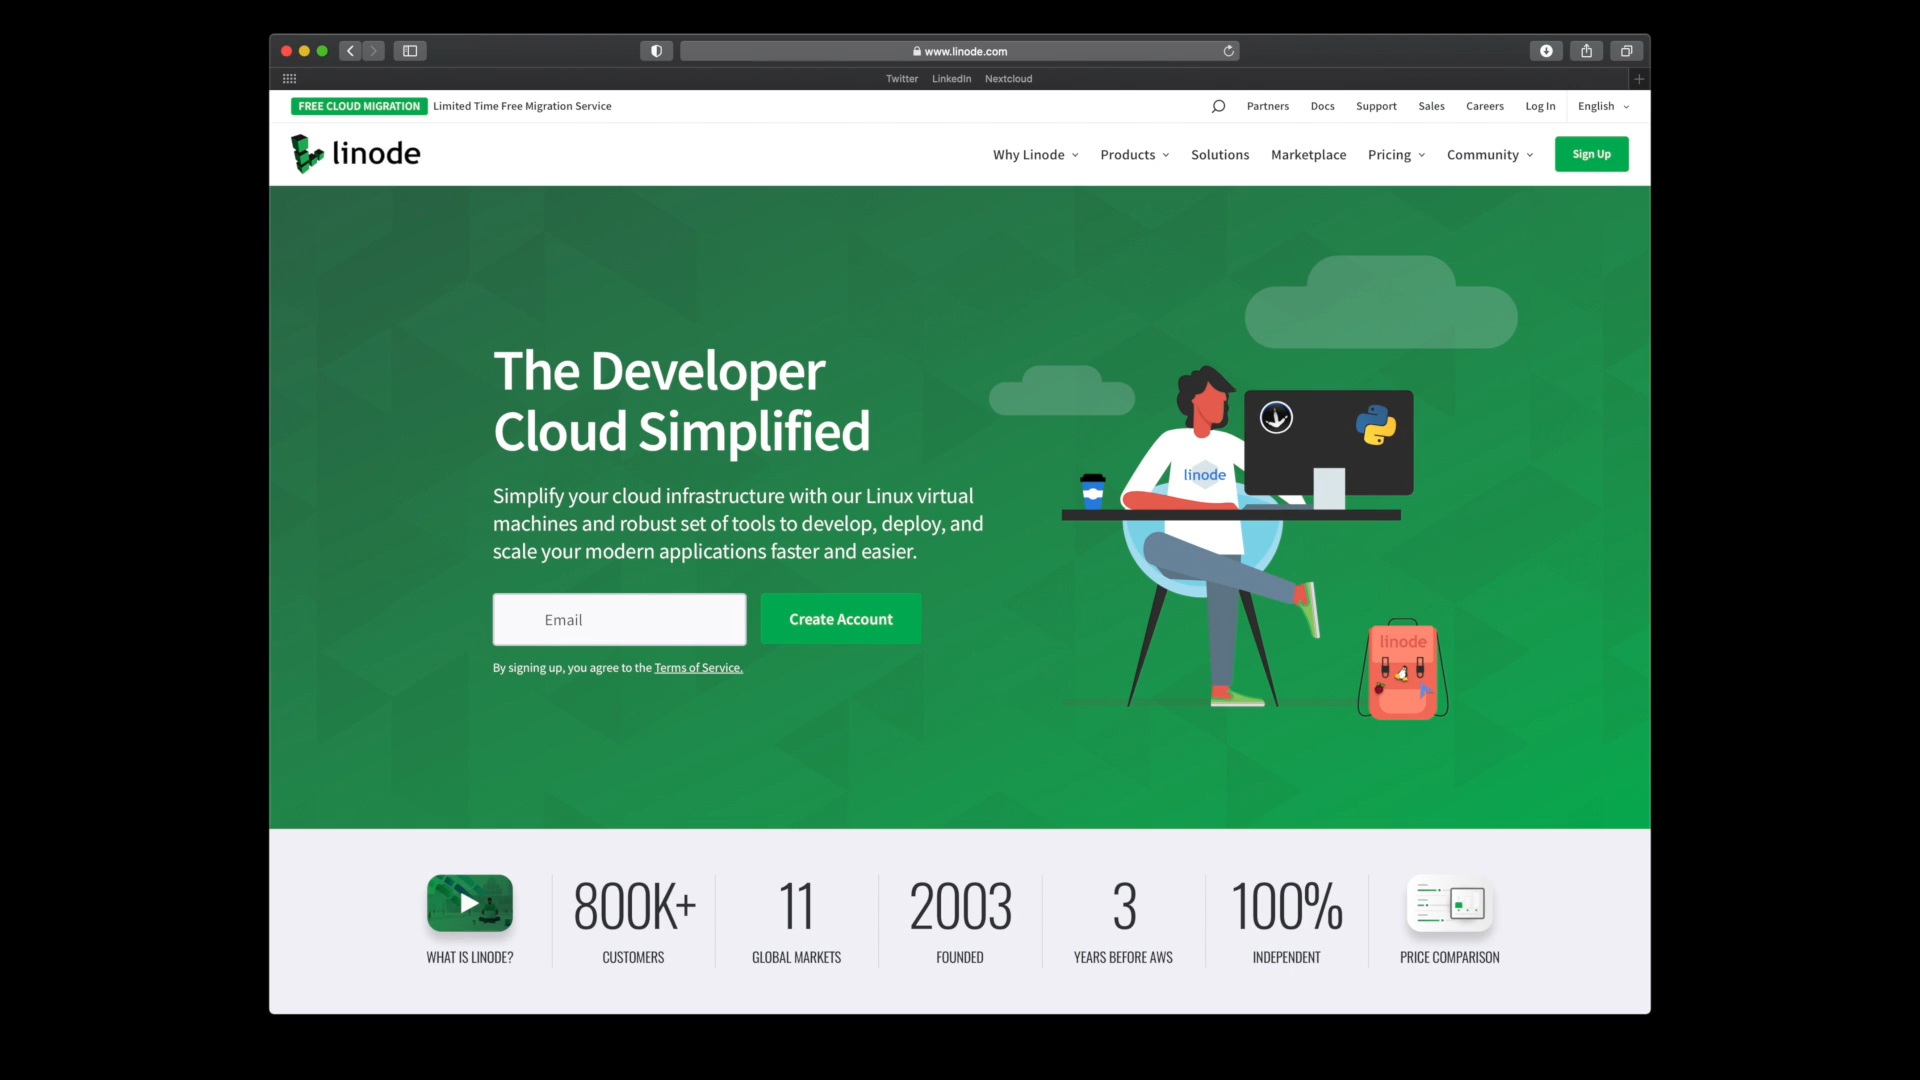 www.linode.com
Twitter LinkedIn Nextcloud
FREE CLOUD MIGRATION Limited Time Free Migration Service
Partners Docs Support Sales Careers Log In English
linode
Why Linode Products Solutions Marketplace Pricing Community Sign Up
The Developer
Cloud Simplified
Simplify your cloud infrastructure with our Linux virtual
machines and robust set of tools to develop, deploy, and
scale your modern applications faster and easier.
Email
Create Account
By signing up, you agree to the Terms of Service.
linode
linode
800K+ 11 2003 3 100%
WHAT IS LINODE? CUSTOMERS GLOBAL MARKETS FOUNDED YEARS BEFORE AWS INDEPENDENT PRICE COMPARISON